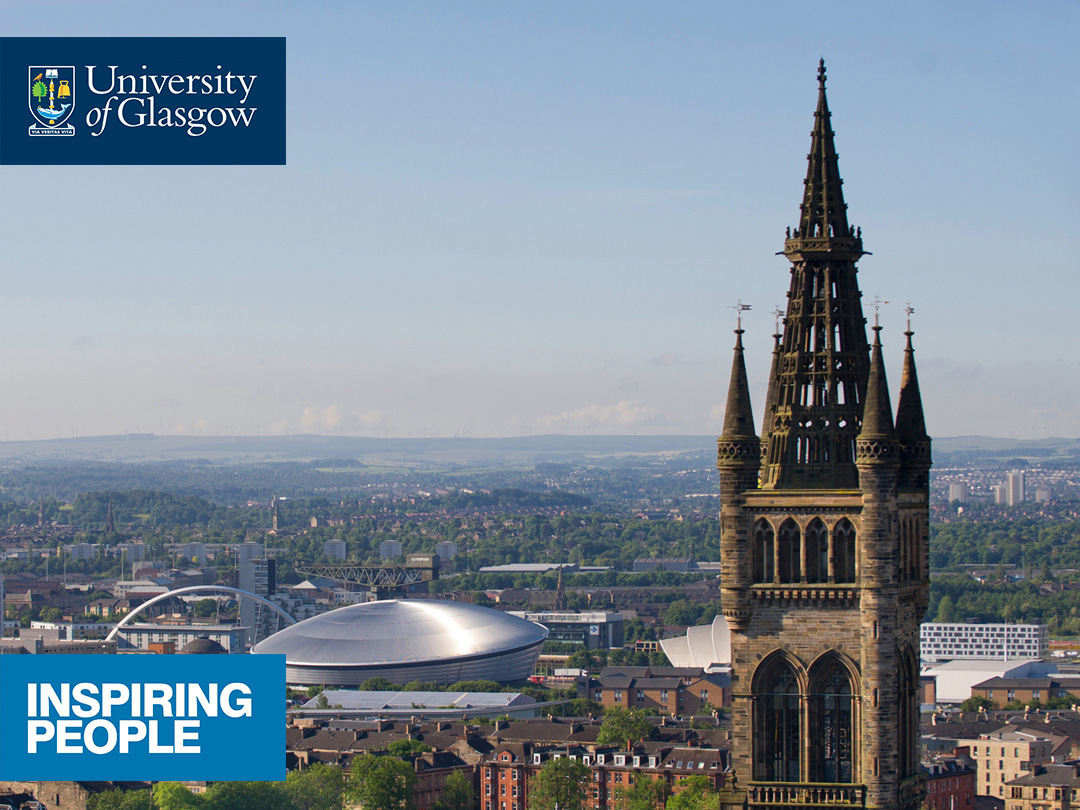 University
of Glasgow
VIA VERITAS VITA
INSPIRING
PEOPLE